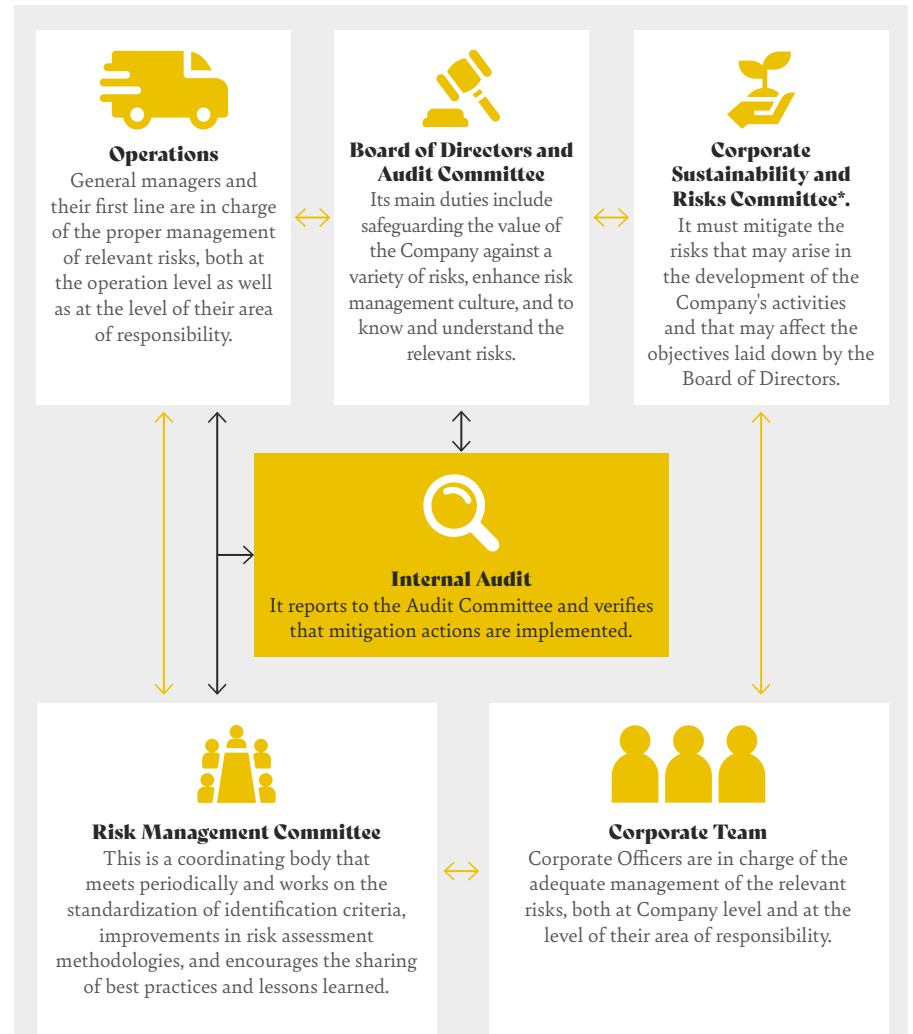 Operations
General managers and
their first line are in charge
of the proper management
of relevant risks, both at
the operation level as well
as at the level of their area
of responsibility.
Board of Directors and
Audit Committee
Its main duties include
safeguarding the value of
the Company against a
variety of risks, enhance risk
management culture, and to
know and understand the
relevant risks.
Corporate
Sustainability and
Risks Committee*.
It must mitigate the
risks that may arise in
the development of the
Company's activities
and that may affect the
objectives laid down by the
Board of Directors.
Internal Audit
It reports to the Audit Committee and verifies
that mitigation actions are implemented.
Risk Management Committee
This is a coordinating body that
meets periodically and works on the
standardization of identification criteria,
improvements in risk assessment
methodologies, and encourages the sharing
of best practices and lessons learned.
Corporate Team
Corporate Officers are in charge of the
adequate management of the relevant
risks, both at Company level and at the
level of their area of responsibility.